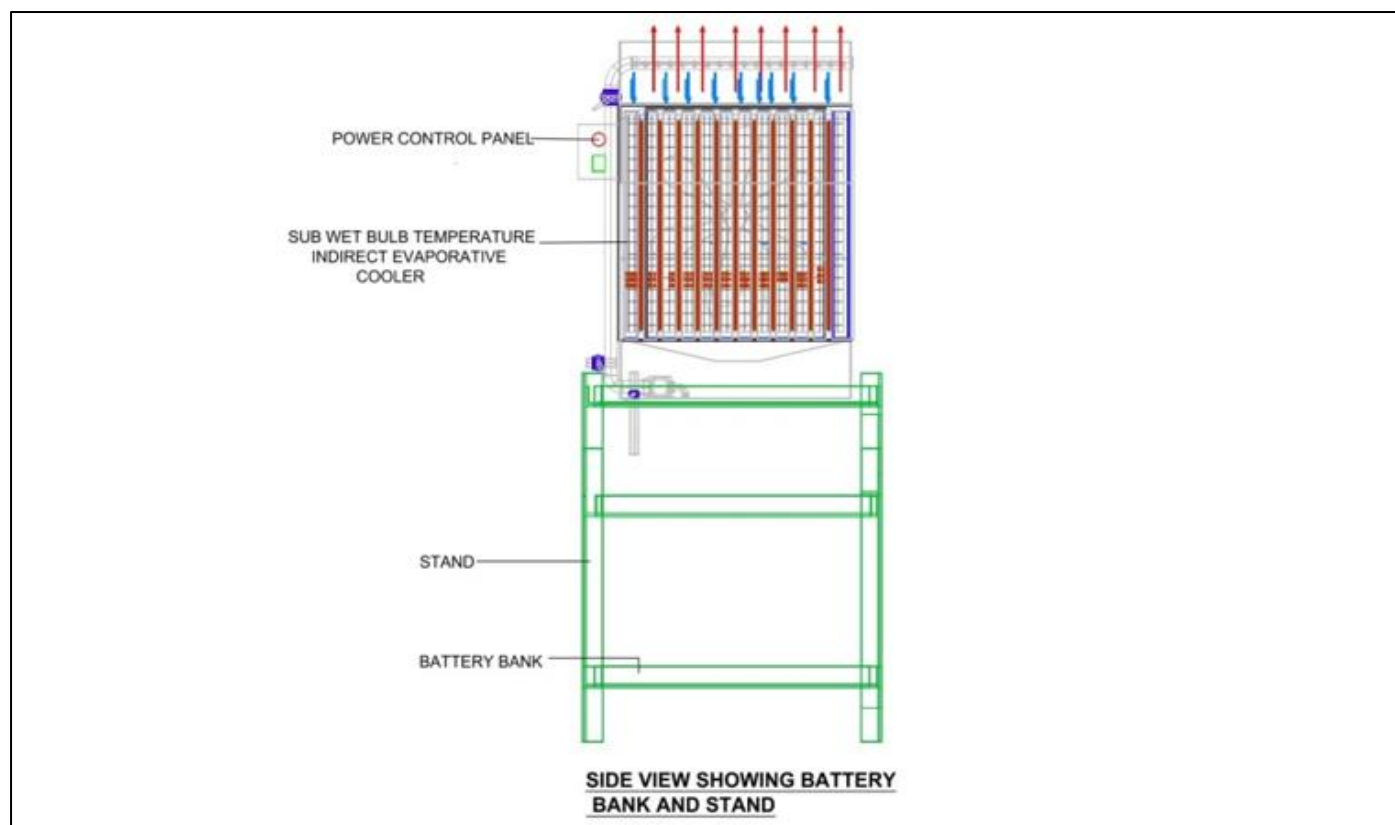 POWER CONTROL PANEL
SUB WET BULB TEMPERATURE
INDIRECT EVAPORATIVE
COOLER
STAND
BATTERY BANK
SIDE VIEW SHOWING BATTERY
BANK AND STAND